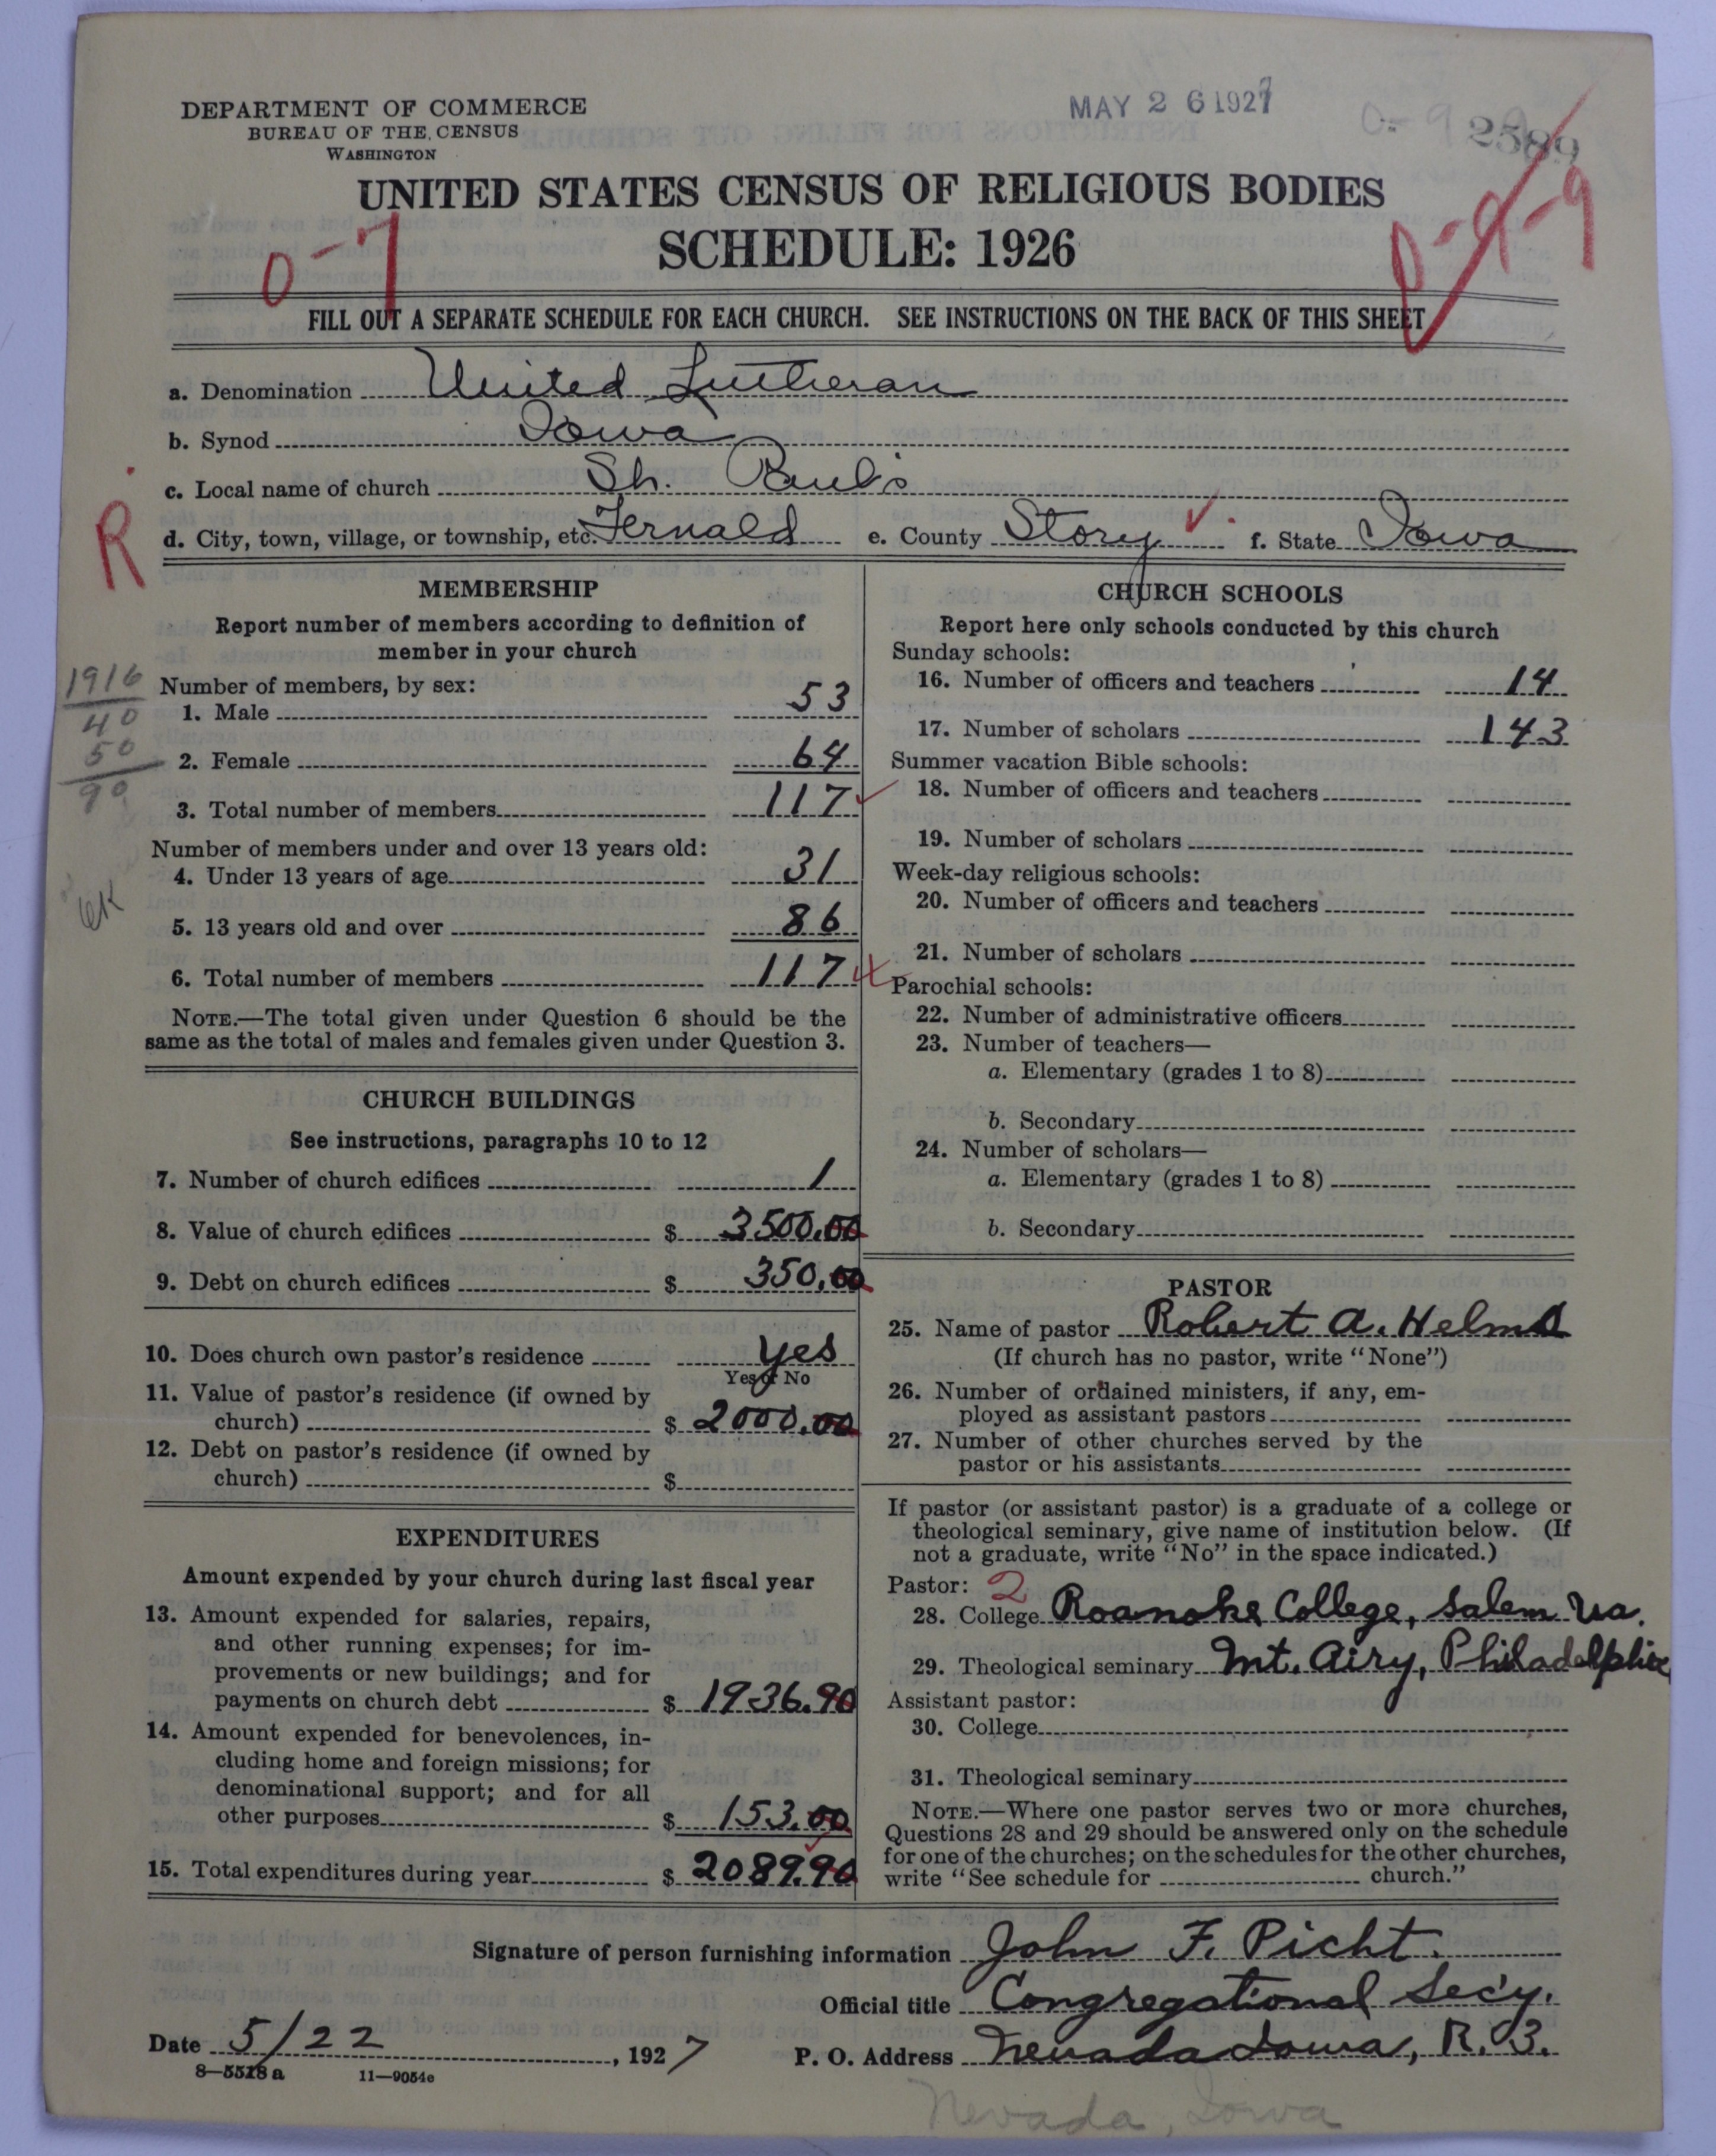 DEPARTMENT OF COMMERCE
BUREAU OF THE CENSUS
WASHINGTON
MAY 26 1927
2589
0-9-9
UNITED STATES CENSUS OF RELIGIOUS BODIES
SCHEDULE: 1926
0-7
FILL OUT A SEPARATE SCHEDULE FOR EACH CHURCH. SEE INSTRUCTIONS ON THE BACK OF THIS SHEET
a. Denomination United Lutheran
b. Synod Iowa
c. Local name of church St. Paul's
R
d. City, town, village, or township, etc. Fernald e. County Story f. State Iowa
MEMBERSHIP
Report number of members according to definition of
member in your church
Number of members, by sex:
1916
40
50
90
1. Male 53
2. Female 64
3. Total number of members 117
Number of members under and over 13 years old:
4. Under 13 years of age 31
5. 13 years old and over 86
6. Total number of members 117
NOTE.—The total given under Question 6 should be the
same as the total of males and females given under Question 3.
CHURCH BUILDINGS
See instructions, paragraphs 10 to 12
7. Number of church edifices 1
8. Value of church edifices $ 3500.00
9. Debt on church edifices $ 350.00
10. Does church own pastor's residence yes
Yes or No
11. Value of pastor's residence (if owned by
church) $ 2000.00
12. Debt on pastor's residence (if owned by
church) $
EXPENDITURES
Amount expended by your church during last fiscal year
13. Amount expended for salaries, repairs,
and other running expenses; for im-
provements or new buildings; and for
payments on church debt $ 1936.90
14. Amount expended for benevolences, in-
cluding home and foreign missions; for
denominational support; and for all
other purposes $ 153.00
15. Total expenditures during year $ 2089.90
CHURCH SCHOOLS
Report here only schools conducted by this church
Sunday schools:
16. Number of officers and teachers 14
17. Number of scholars 143
Summer vacation Bible schools:
18. Number of officers and teachers
19. Number of scholars
Week-day religious schools:
20. Number of officers and teachers
21. Number of scholars
Parochial schools:
22. Number of administrative officers
23. Number of teachers—
a. Elementary (grades 1 to 8)
b. Secondary
24. Number of scholars—
a. Elementary (grades 1 to 8)
b. Secondary
PASTOR
25. Name of pastor Robert A. Helms
(If church has no pastor, write "None")
26. Number of ordained ministers, if any, em-
ployed as assistant pastors
27. Number of other churches served by the
pastor or his assistants
If pastor (or assistant pastor) is a graduate of a college or
theological seminary, give name of institution below. (If
not a graduate, write "No" in the space indicated.)
Pastor: 2
28. College Roanoke College, Salem Va.
29. Theological seminary Mt. Airy, Philadelphia
Assistant pastor:
30. College
31. Theological seminary
NOTE.—Where one pastor serves two or more churches,
Questions 28 and 29 should be answered only on the schedule
for one of the churches; on the schedules for the other churches,
write "See schedule for church."
Signature of person furnishing information John F. Picht.
Official title Congregational Sec'y.
Date 5/22, 1927 P. O. Address Nevada Iowa, R. 3.
8—5518a 11—9054e
Nevada, Iowa